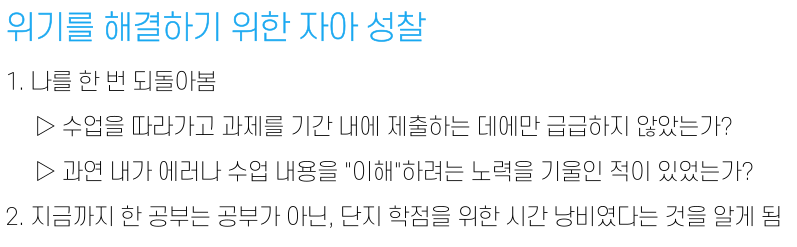 위기를 해결하기 위한 자아 성찰
1. 나를 한 번 되돌아봄
▷ 수업을 따라가고 과제를 기간 내에 제출하는 데에만 급급하지 않았는가?
▷ 과연 내가 에러나 수업 내용을 "이해"하려는 노력을 기울인 적이 있었는가?
2. 지금까지 한 공부는 공부가 아닌, 단지 학점을 위한 시간 낭비였다는 것을 알게 됨